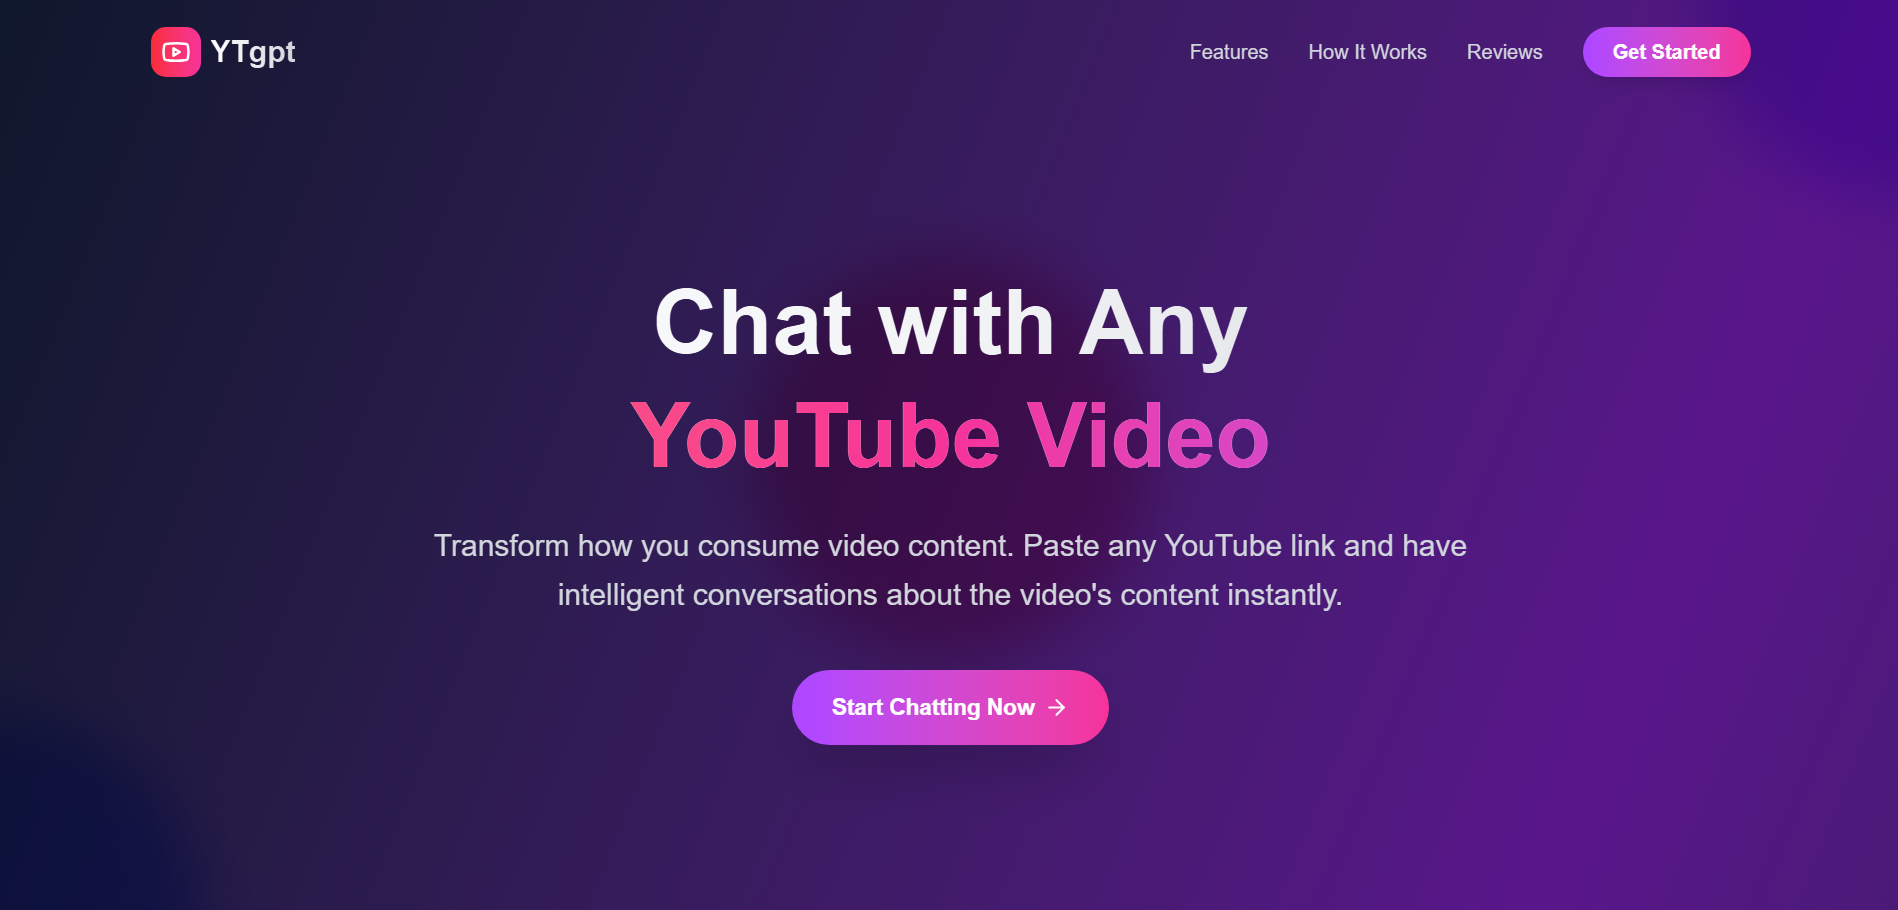 YTgpt
Features
How It Works
Reviews
Get Started
Chat with Any
YouTube Video
Transform how you consume video content. Paste any YouTube link and have
intelligent conversations about the video's content instantly.
Start Chatting Now →